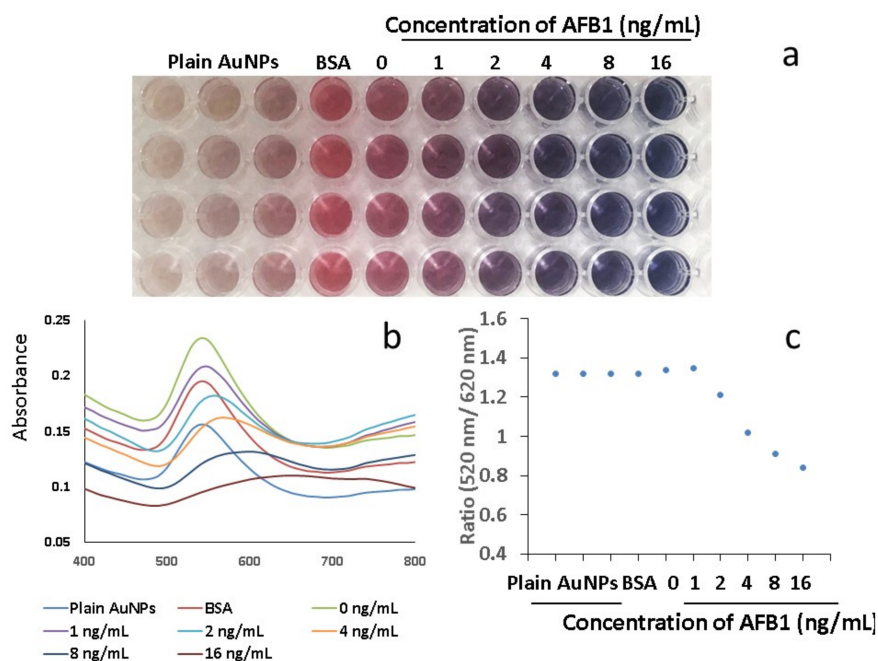 Concentration of AFB1 (ng/mL)
a
Plain AuNPs BSA 0 1 2 4 8 16
b
Absorbance
0.25
0.2
0.15
0.1
0.05
400 500 600 700 800
Plain AuNPs BSA 0 ng/mL
1 ng/mL 2 ng/mL 4 ng/mL
8 ng/mL 16 ng/mL
c
Ratio (520 nm/ 620 nm)
1.6
1.4
1.2
1
0.8
0.6
0.4
Plain AuNPs BSA 0 1 2 4 8 16
Concentration of AFB1 (ng/mL)